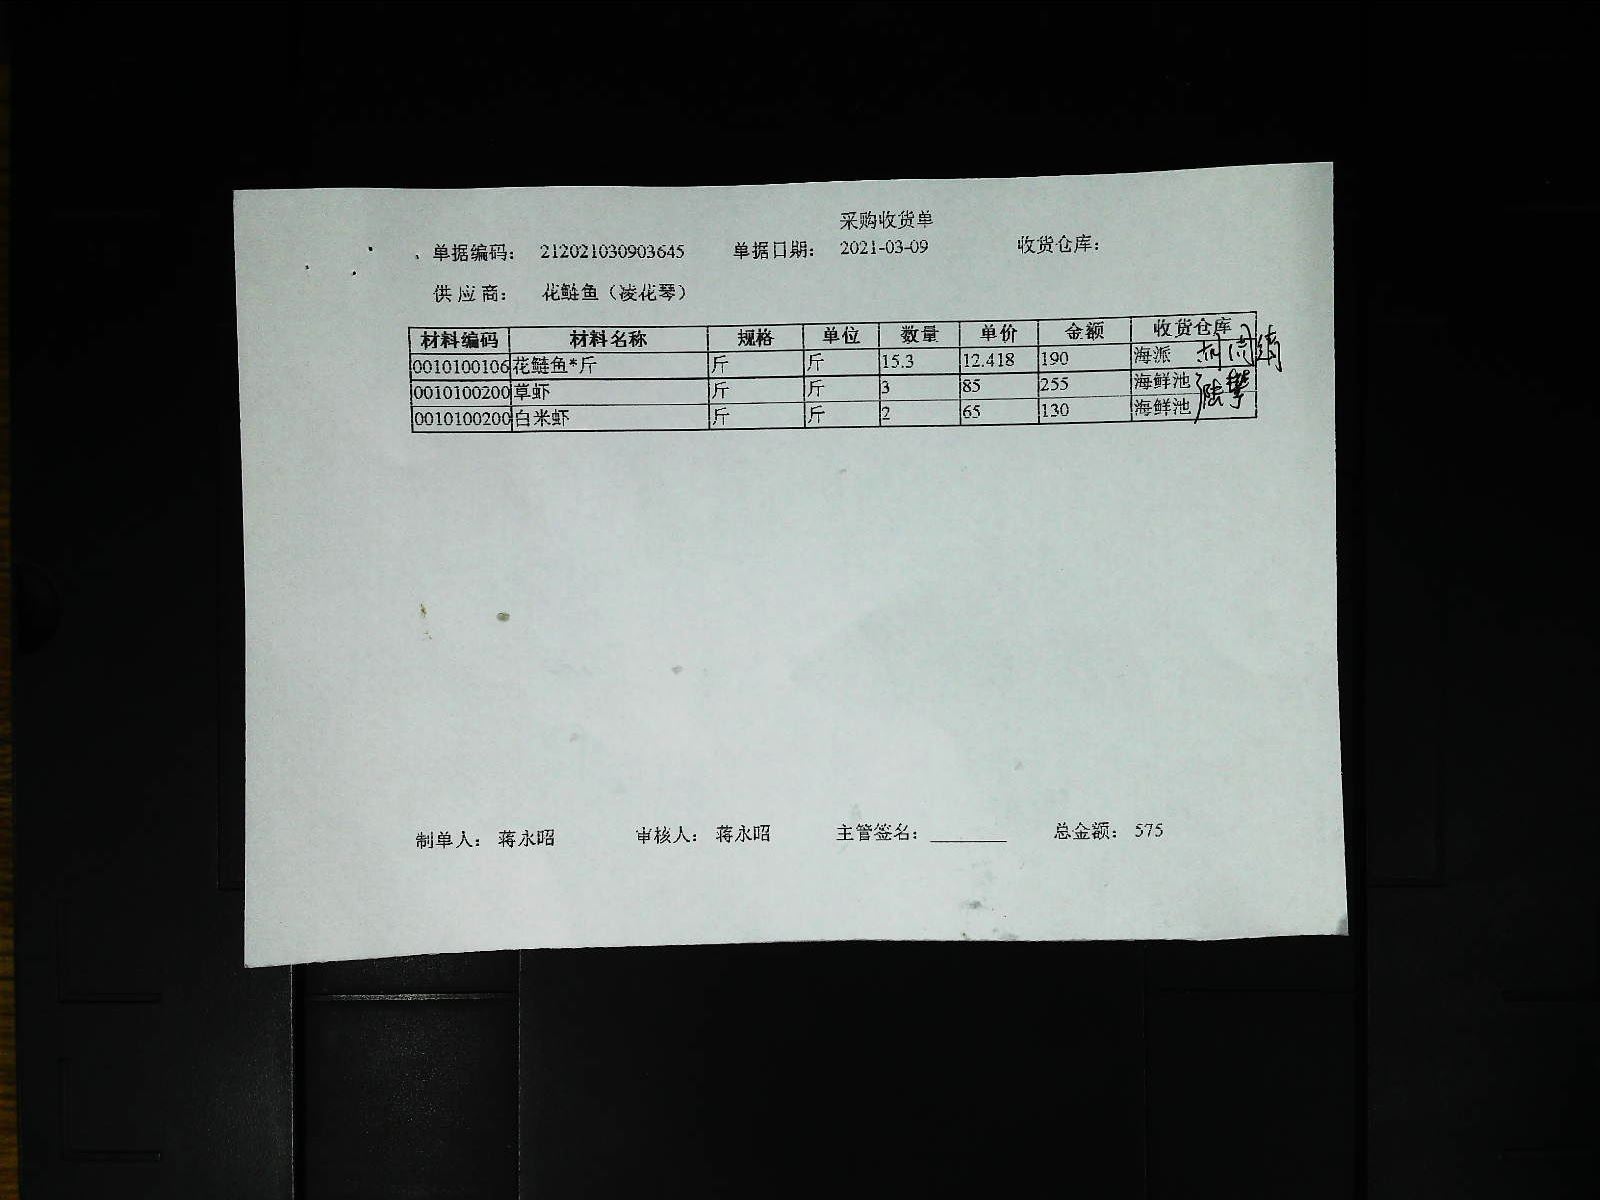 采购收货单
单据编码： 212021030903645 单据日期： 2021-03-09 收货仓库：
供 应 商： 花鲢鱼（凌花琴）
材料编码 材料名称 规格 单位 数量 单价 金额 收货仓库
0010100106 花鲢鱼*斤 斤 斤 15.3 12.418 190 海派
0010100200 草虾 斤 斤 3 85 255 海鲜池
0010100200 白米虾 斤 斤 2 65 130 海鲜池
制单人： 蒋永昭 审核人： 蒋永昭 主管签名：________ 总金额： 575